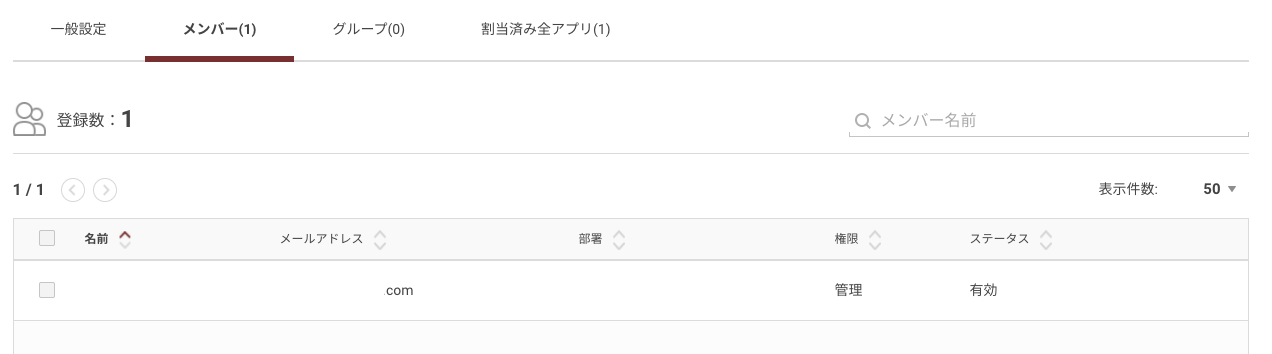 一般設定 メンバー(1) グループ(0) 割当済み全アプリ(1)
登録数：1 メンバー名前
1 / 1 表示件数: 50
名前 メールアドレス 部署 権限 ステータス
.com 管理 有効